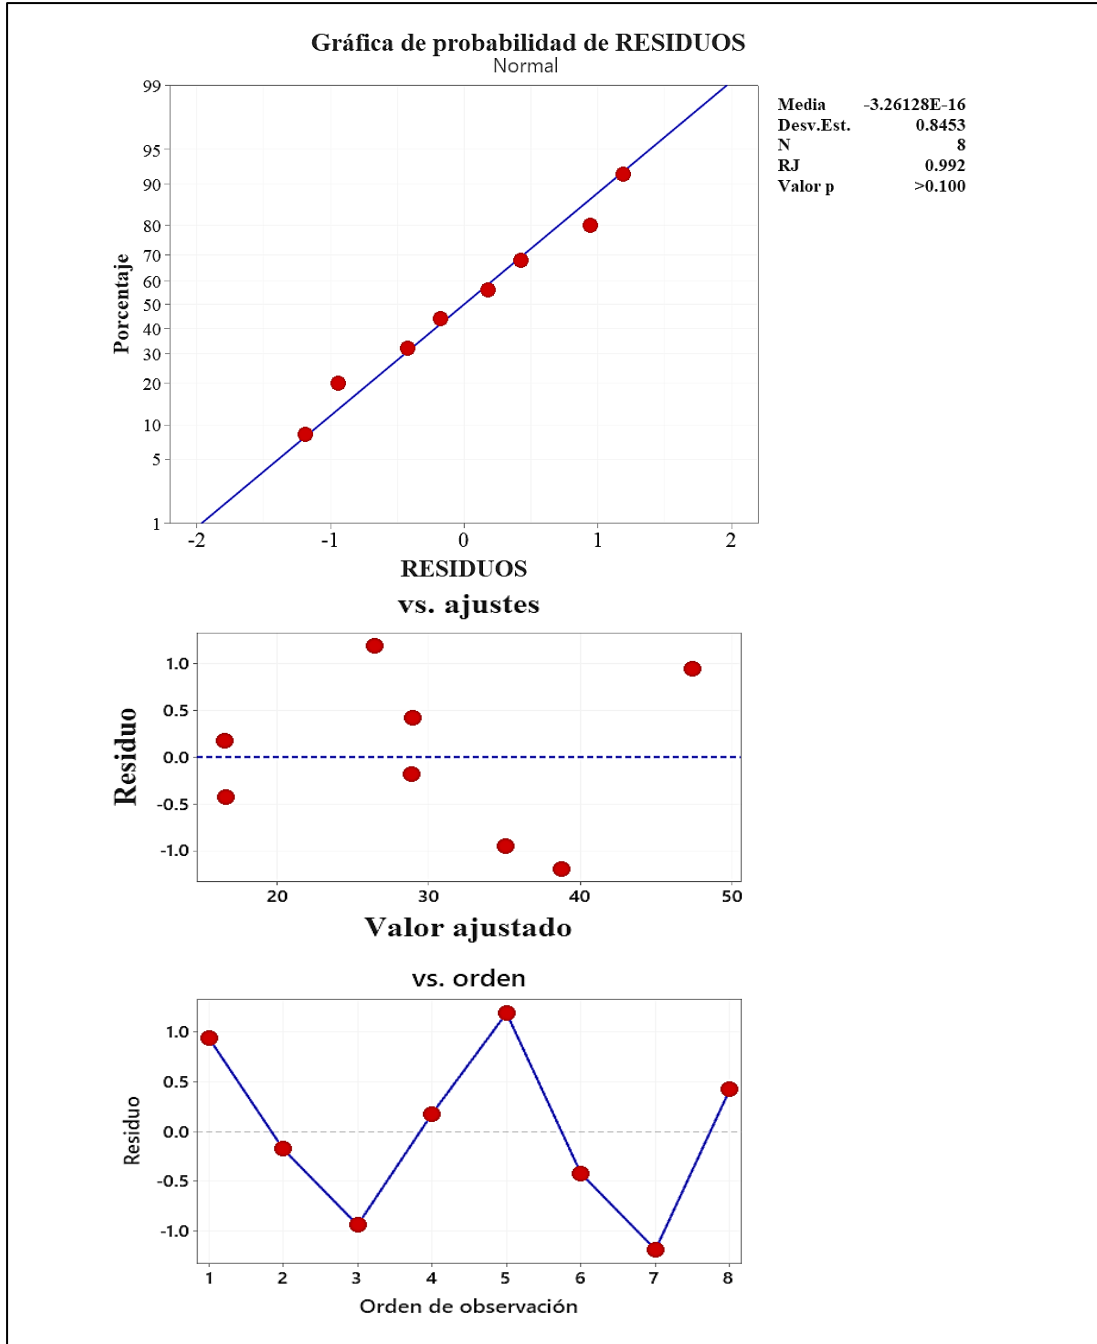 Gráfica de probabilidad de RESIDUOS
Normal
Media -3.26128E-16
Desv.Est. 0.8453
N 8
RJ 0.992
Valor p >0.100
Porcentaje
99
95
90
80
70
60
50
40
30
20
10
5
1
-2 -1 0 1 2
RESIDUOS
vs. ajustes
Residuo
1.0
0.5
0.0
-0.5
-1.0
20 30 40 50
Valor ajustado
vs. orden
Residuo
1.0
0.5
0.0
-0.5
-1.0
1 2 3 4 5 6 7 8
Orden de observación